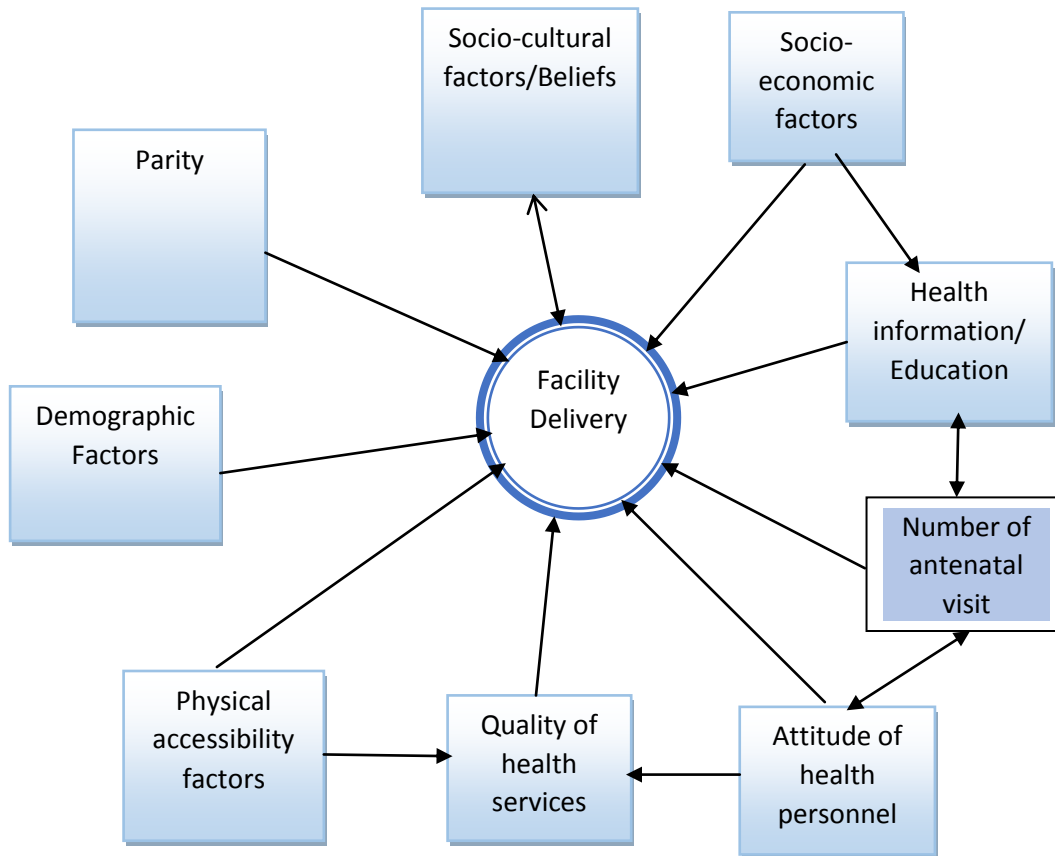 Socio-cultural
factors/Beliefs
Socio-
economic
factors
Parity
Health
information/
Education
Facility
Delivery
Demographic
Factors
Number of
antenatal
visit
Physical
accessibility
factors
Quality of
health
services
Attitude of
health
personnel